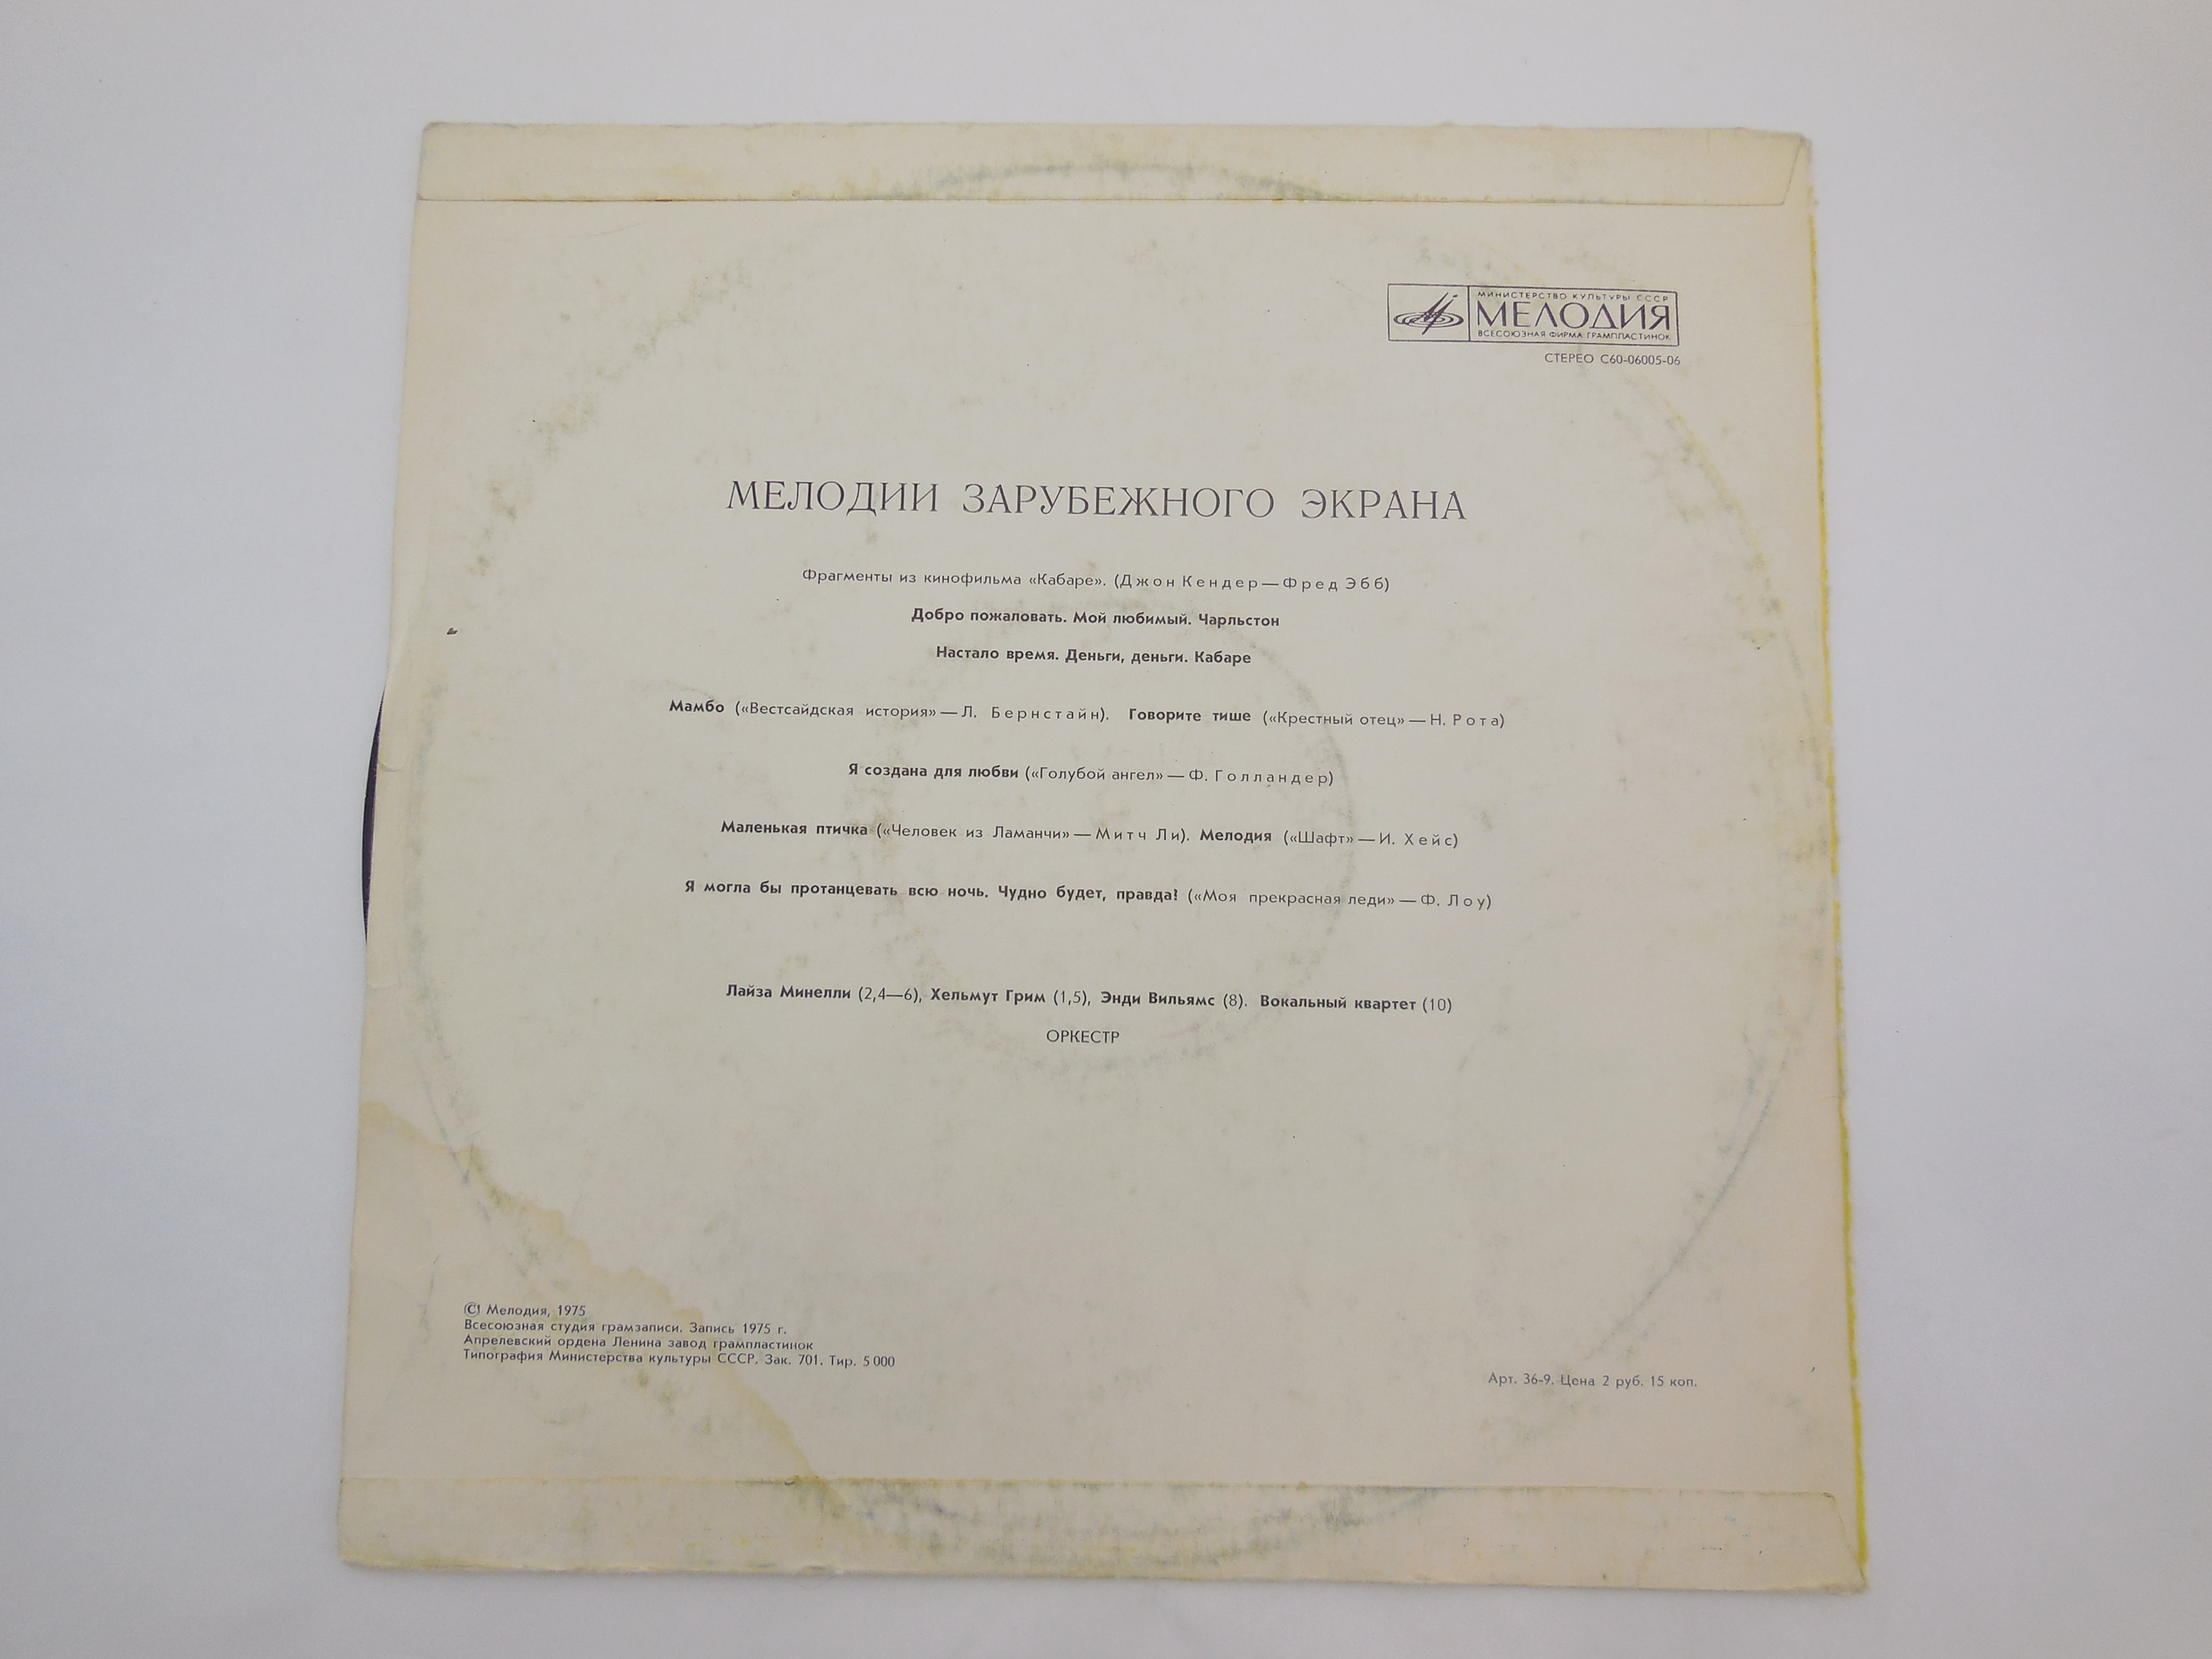 МИНИСТЕРСТВО КУЛЬТУРЫ СССР
МЕЛОДИЯ
ВСЕСОЮЗНАЯ ФИРМА ГРАМПЛАСТИНОК
СТЕРЕО С60-06005-06
МЕЛОДИИ ЗАРУБЕЖНОГО ЭКРАНА
Фрагменты из кинофильма «Кабаре». (Джон Кендер—Фред Эбб)
Добро пожаловать. Мой любимый. Чарльстон
Настало время. Деньги, деньги. Кабаре
Мамбо («Вестсайдская история»—Л. Бернстайн). Говорите тише («Крестный отец»—Н. Рота)
Я создана для любви («Голубой ангел»—Ф. Голландер)
Маленькая птичка («Человек из Ламанчи»—Митч Ли). Мелодия («Шафт»—И. Хейс)
Я могла бы протанцевать всю ночь. Чудно будет, правда! («Моя прекрасная леди»—Ф. Лоу)
Лайза Минелли (2,4—6), Хельмут Грим (1,5), Энди Вильямс (8). Вокальный квартет (10)
ОРКЕСТР
© Мелодия, 1975
Всесоюзная студия грамзаписи. Запись 1975 г.
Апрелевский ордена Ленина завод грампластинок
Типография Министерства культуры СССР. Зак. 701. Тир. 5 000
Арт. 36-9. Цена 2 руб. 15 коп.